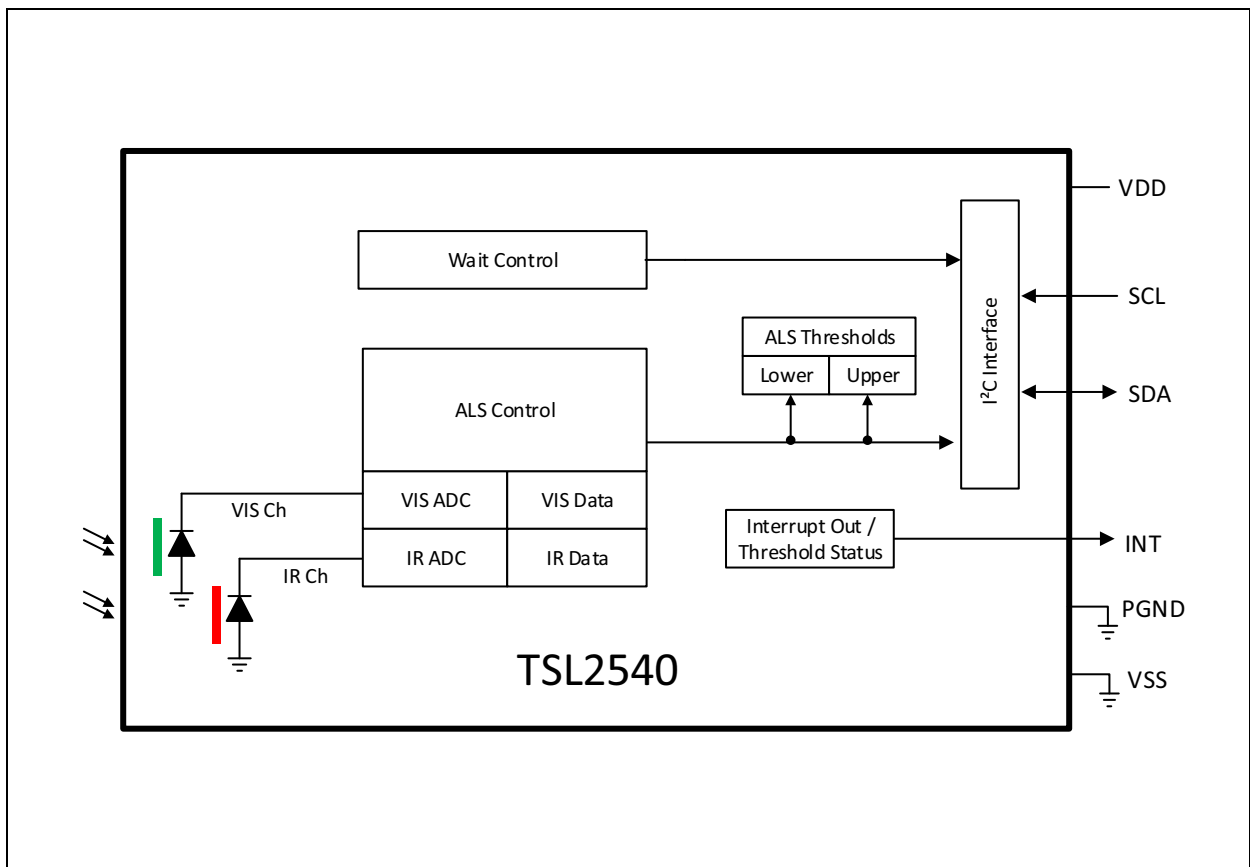 VDD
Wait Control
SCL
ALS Thresholds
Lower
Upper
I²C Interface
SDA
ALS Control
VIS Ch
VIS ADC
VIS Data
Interrupt Out /
Threshold Status
INT
IR Ch
IR ADC
IR Data
PGND
TSL2540
VSS